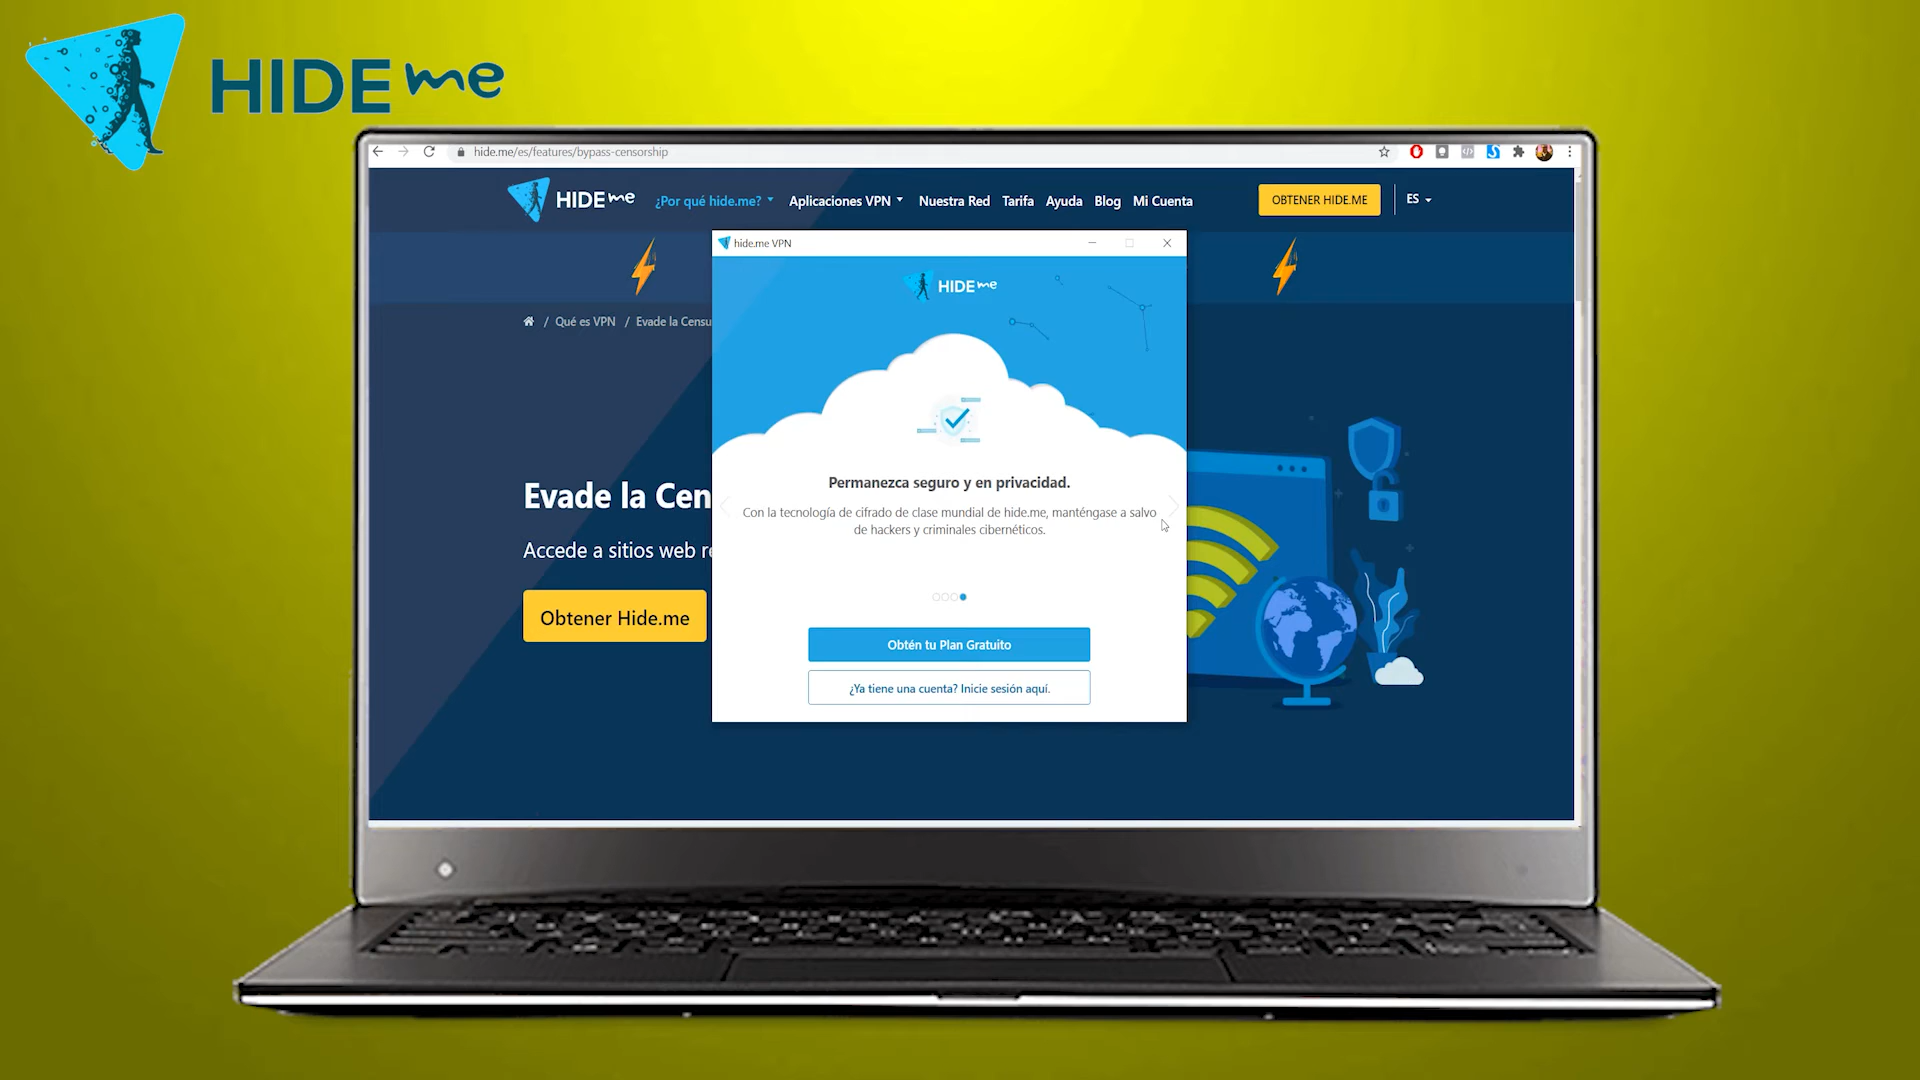 HIDE me
hide.me/es/features/bypass-censorship
HIDE me
¿Por qué hide.me?
Aplicaciones VPN
Nuestra Red
Tarifa
Ayuda
Blog
Mi Cuenta
OBTENER HIDE.ME
ES
hide.me VPN
HIDE me
/ Qué es VPN / Evade la Censu
Evade la Cen
Accede a sitios web re
Obtener Hide.me
Permanezca seguro y en privacidad.
Con la tecnología de cifrado de clase mundial de hide.me, manténgase a salvo
de hackers y criminales cibernéticos.
Obtén tu Plan Gratuito
¿Ya tiene una cuenta? Inicie sesión aquí.